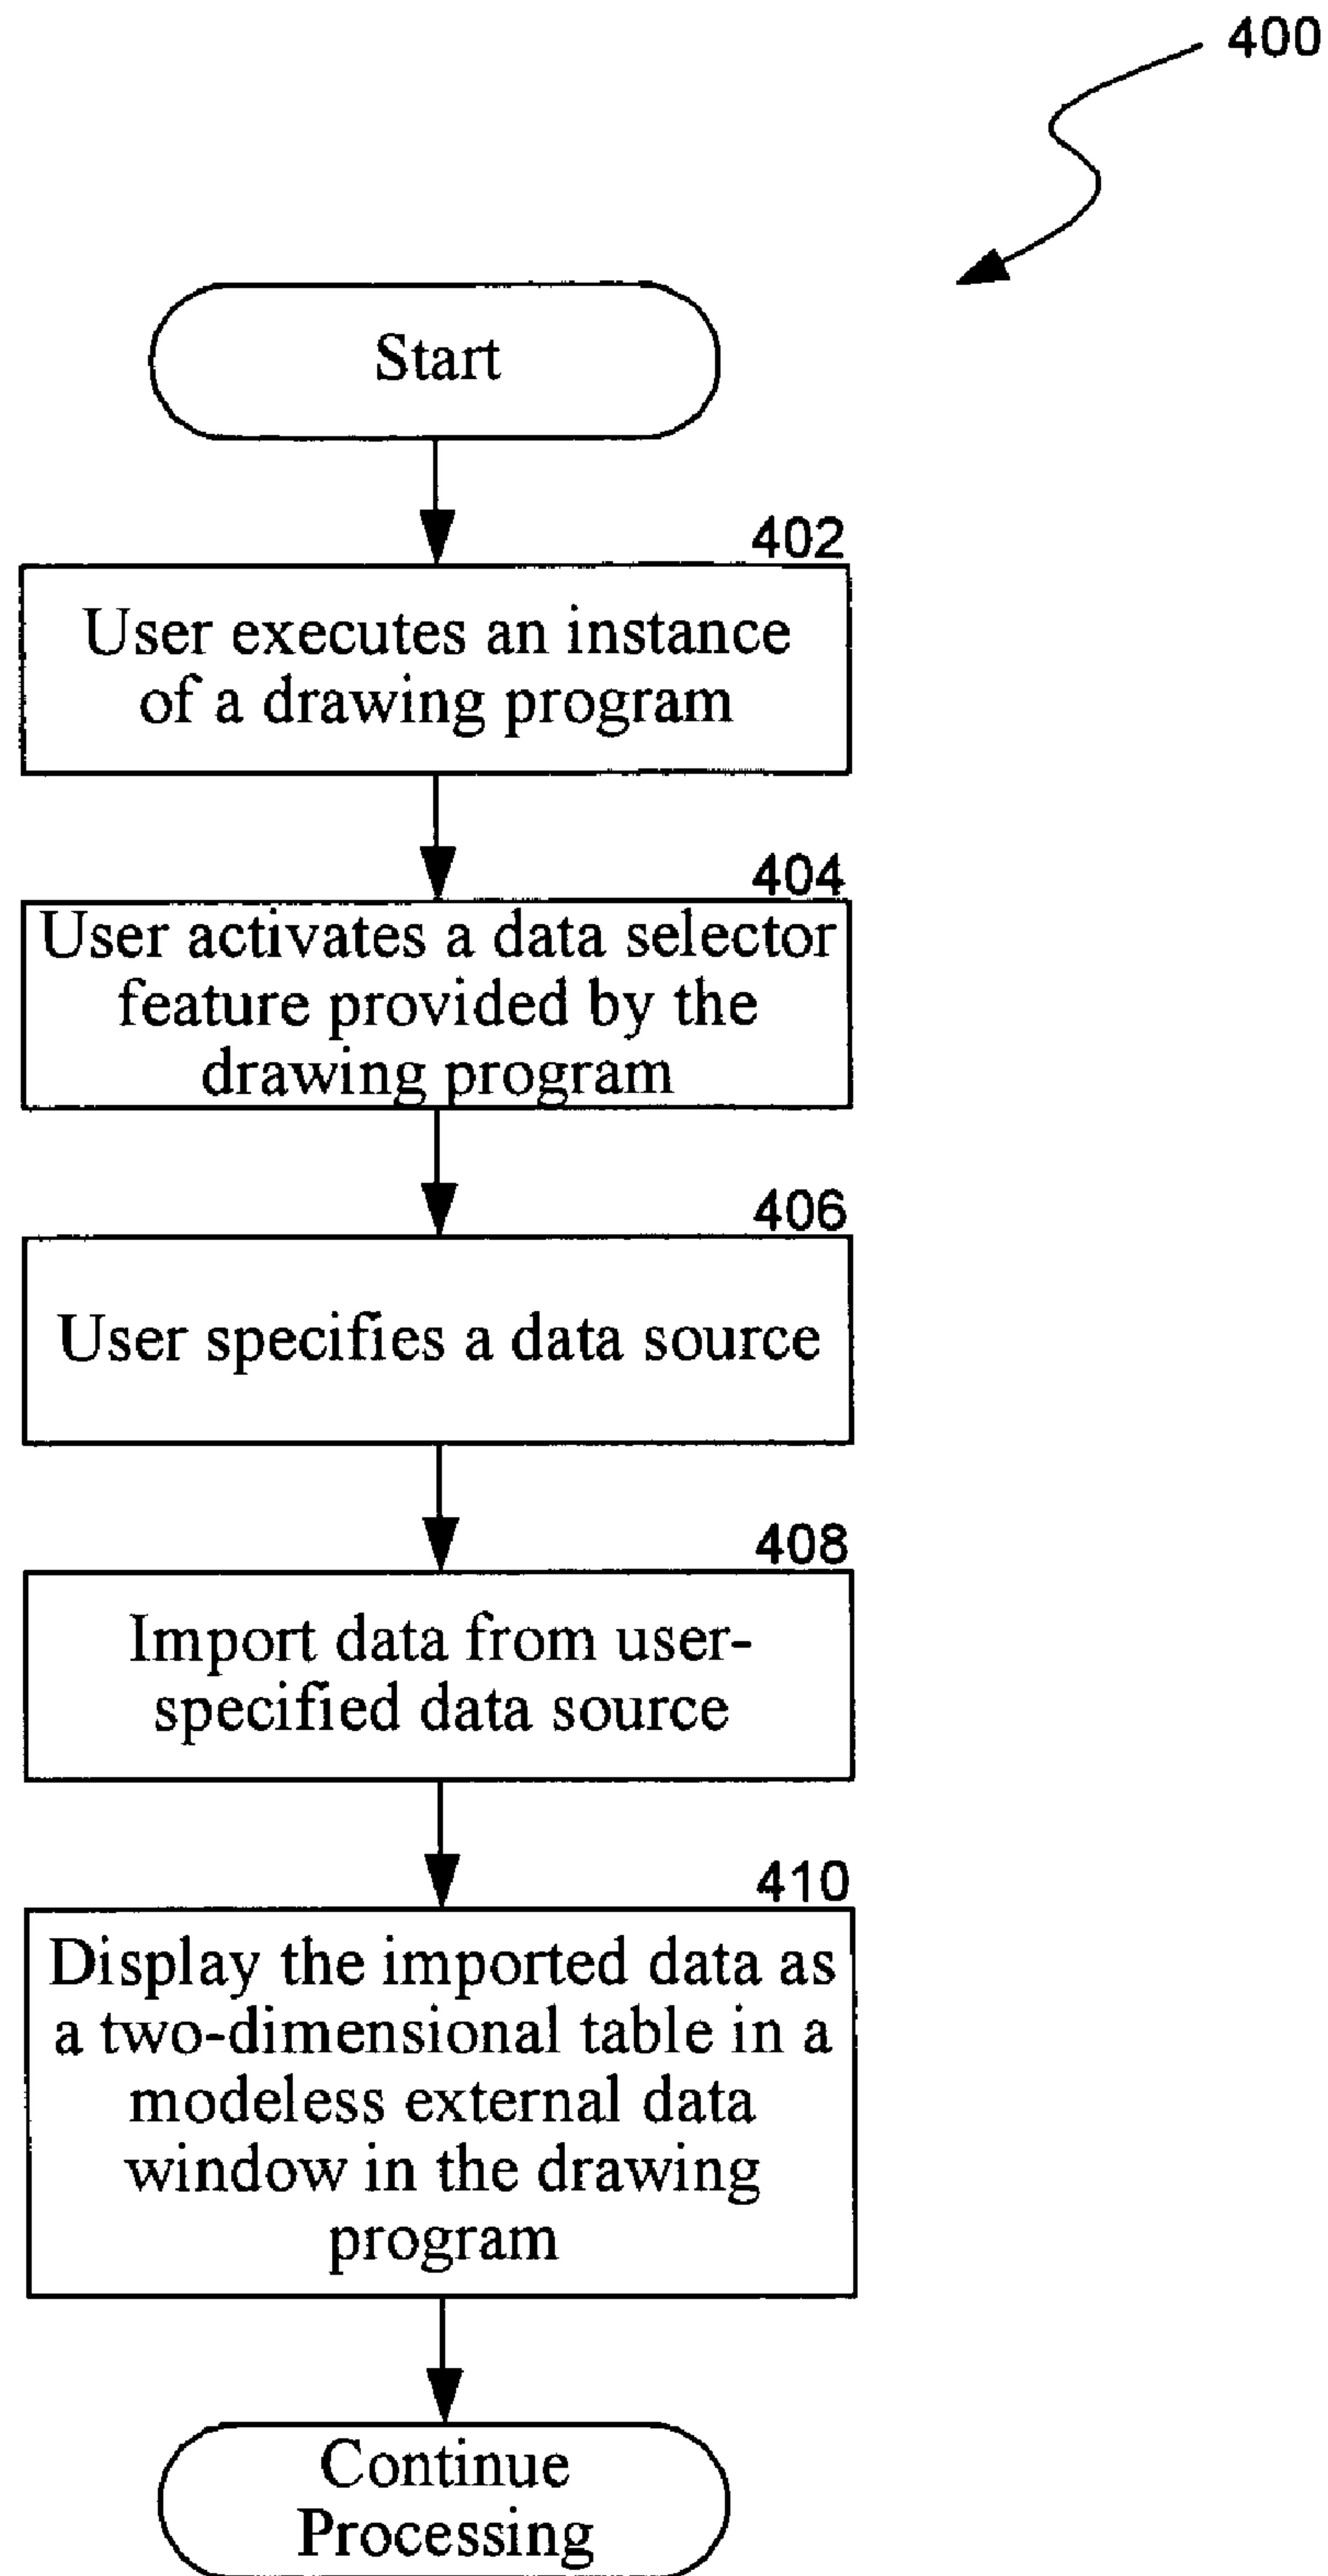 400
Start
402
User executes an instance
of a drawing program
404
User activates a data selector
feature provided by the
drawing program
406
User specifies a data source
408
Import data from user-
specified data source
410
Display the imported data as
a two-dimensional table in a
modeless external data
window in the drawing
program
Continue
Processing